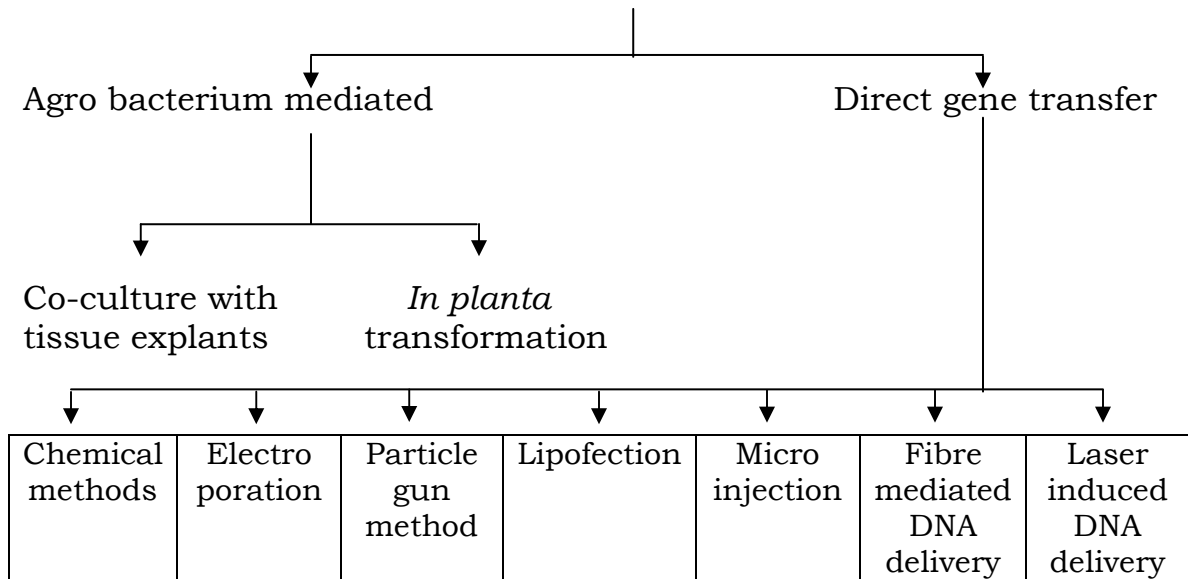 Agro bacterium mediated
Direct gene transfer
Co-culture with
tissue explants
In planta
transformation
Chemical
methods
Electro
poration
Particle
gun
method
Lipofection
Micro
injection
Fibre
mediated
DNA
delivery
Laser
induced
DNA
delivery